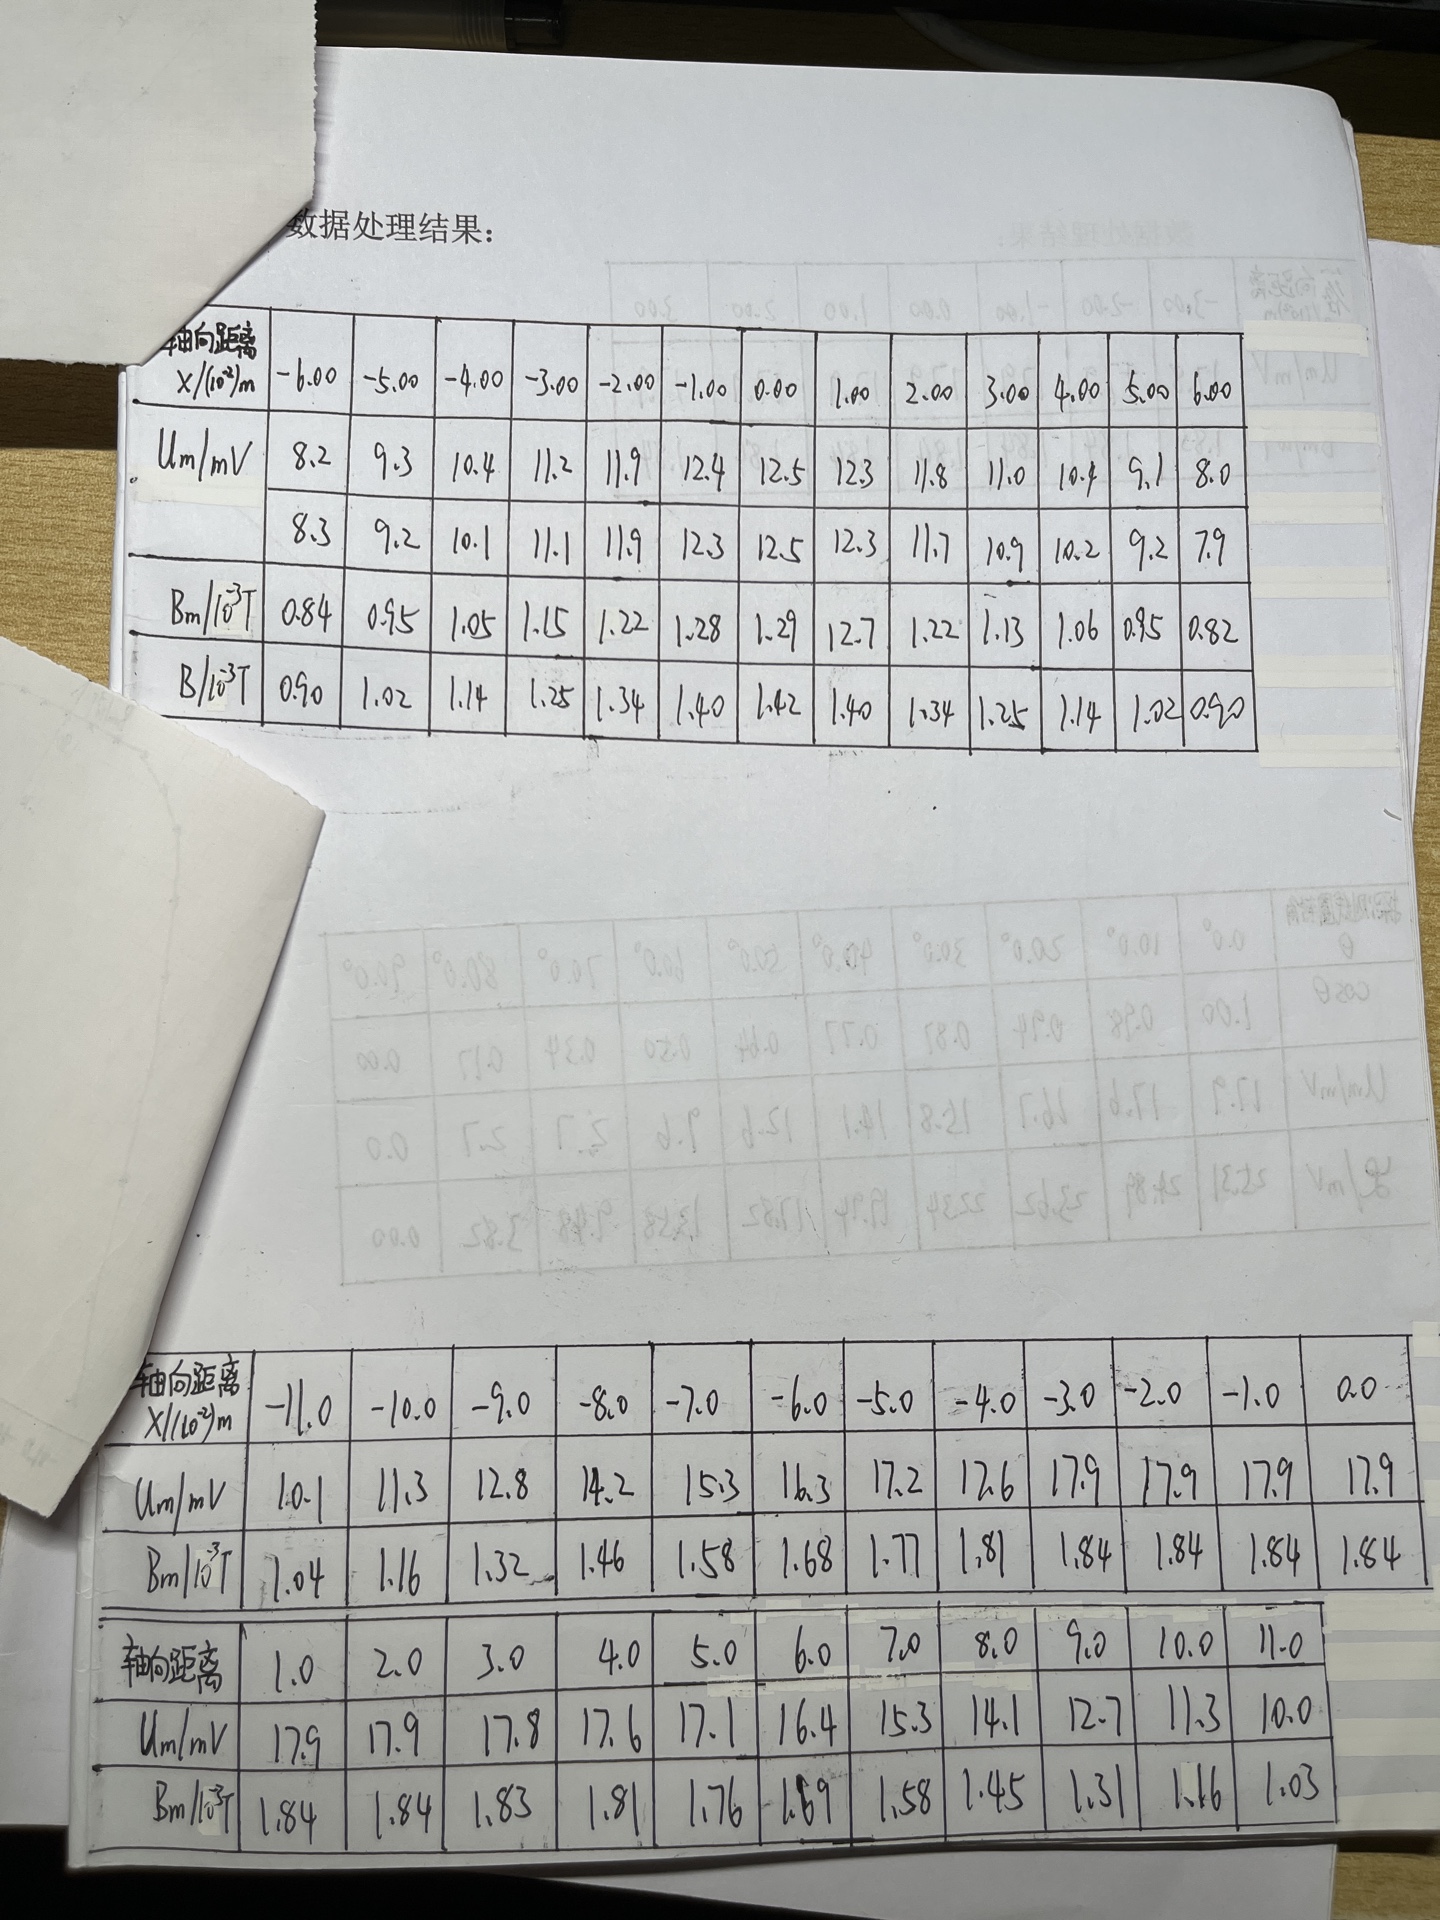 数据处理结果：
轴向距离 X/(10⁻²)m -6.00 -5.00 -4.00 -3.00 -2.00 -1.00 0.00 1.00 2.00 3.00 4.00 5.00 6.00
Um/mV 8.2 9.3 10.4 11.2 11.9 12.4 12.5 12.3 11.8 11.0 10.4 9.1 8.0
8.3 9.2 10.1 11.1 11.9 12.3 12.5 12.3 11.7 10.9 10.2 9.2 7.9
Bm/10⁻³T 0.84 0.95 1.05 1.15 1.22 1.28 1.29 12.7 1.22 1.13 1.06 0.95 0.82
B/10⁻³T 0.90 1.02 1.14 1.25 1.34 1.40 1.42 1.40 1.34 1.25 1.14 1.02 0.90
轴向距离 X/(10⁻²)m -11.0 -10.0 -9.0 -8.0 -7.0 -6.0 -5.0 -4.0 -3.0 -2.0 -1.0 0.0
Um/mV 10.1 11.3 12.8 14.2 15.3 16.3 17.2 17.6 17.9 17.9 17.9 17.9
Bm/10⁻³T 1.04 1.16 1.32 1.46 1.58 1.68 1.77 1.81 1.84 1.84 1.84 1.84
轴向距离 1.0 2.0 3.0 4.0 5.0 6.0 7.0 8.0 9.0 10.0 11.0
Um/mV 17.9 17.9 17.8 17.6 17.1 16.4 15.3 14.1 12.7 11.3 10.0
Bm/10⁻³T 1.84 1.84 1.83 1.81 1.76 1.69 1.58 1.45 1.31 1.16 1.03